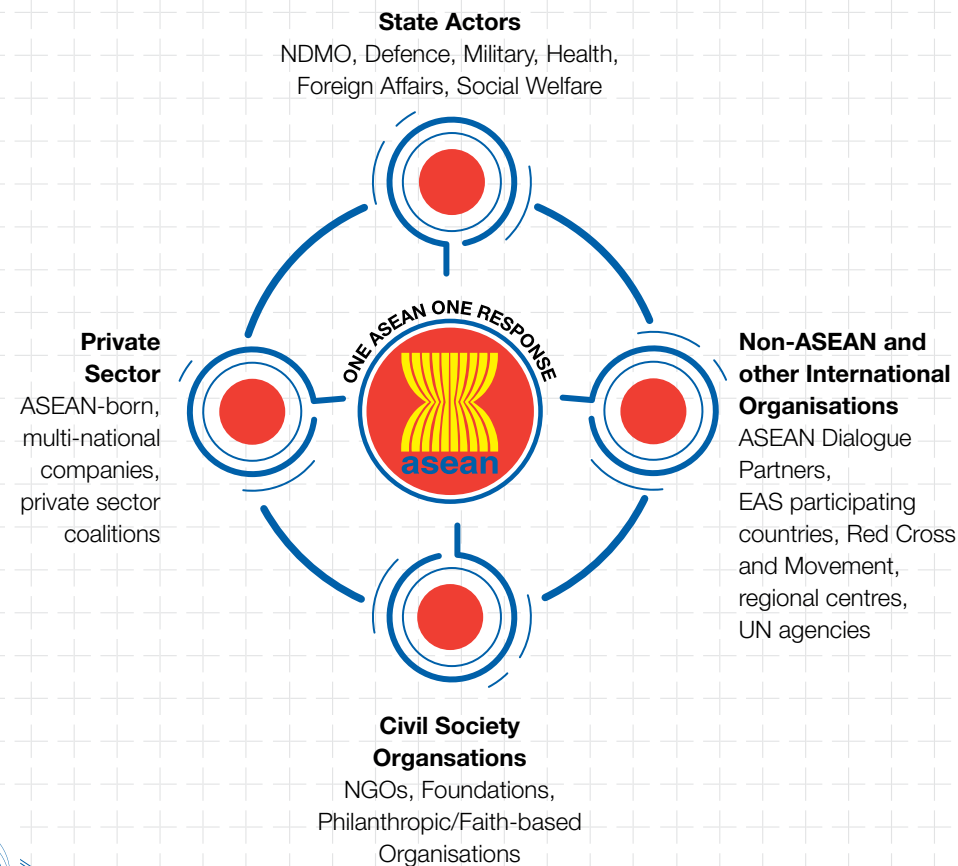 State Actors
NDMO, Defence, Military, Health,
Foreign Affairs, Social Welfare
ONE ASEAN ONE RESPONSE
asean
Private
Sector
ASEAN-born,
multi-national
companies,
private sector
coalitions
Non-ASEAN and
other International
Organisations
ASEAN Dialogue
Partners,
EAS participating
countries, Red Cross
and Movement,
regional centres,
UN agencies
Civil Society
Organsations
NGOs, Foundations,
Philanthropic/Faith-based
Organisations